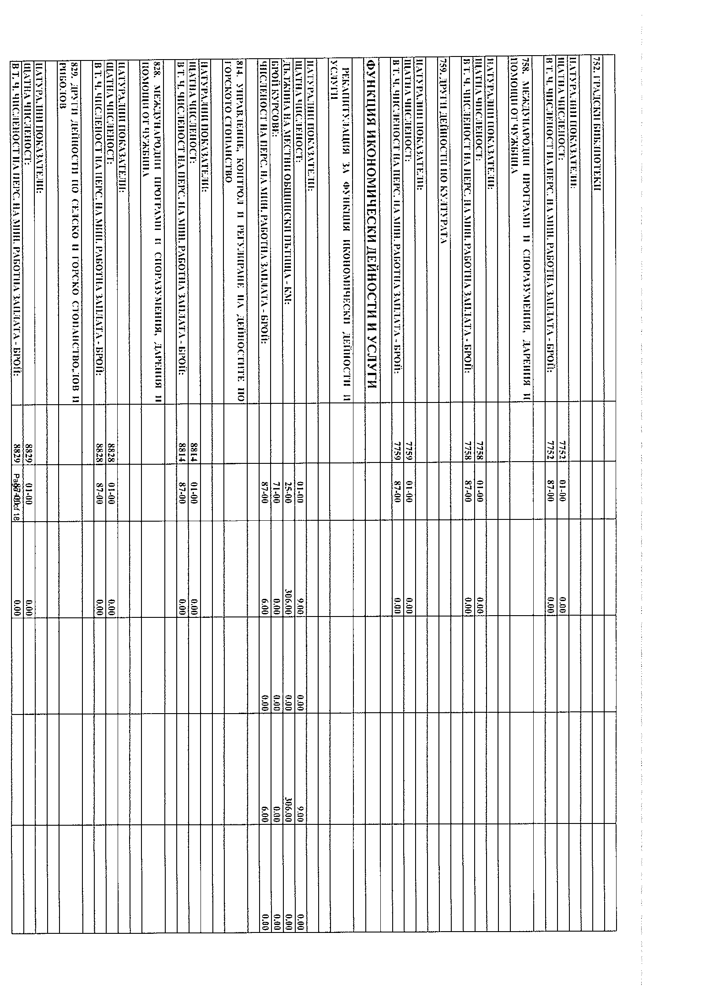 752. ГРАДСКИ БИБЛИОТЕКИ
НАТУРАЛНИ ПОКАЗАТЕЛИ:
ЩАТНА ЧИСЛЕНОСТ: 7752 01-00 0.00
В Т. Ч. ЧИСЛЕНОСТ НА ПЕРС. НА МИН. РАБОТНА ЗАПЛАТА - БРОЙ: 7752 87-00 0.00
758. МЕЖДУНАРОДНИ ПРОГРАМИ И СПОРАЗУМЕНИЯ, ДАРЕНИЯ И
ПОМОЩИ ОТ ЧУЖБИНА
НАТУРАЛНИ ПОКАЗАТЕЛИ:
ЩАТНА ЧИСЛЕНОСТ: 7758 01-00 0.00
В Т. Ч. ЧИСЛЕНОСТ НА ПЕРС. НА МИН. РАБОТНА ЗАПЛАТА - БРОЙ: 7758 87-00 0.00
759. ДРУГИ ДЕЙНОСТИ ПО КУЛТУРАТА
НАТУРАЛНИ ПОКАЗАТЕЛИ:
ЩАТНА ЧИСЛЕНОСТ: 7759 01-00 0.00
В Т. Ч. ЧИСЛЕНОСТ НА ПЕРС. НА МИН. РАБОТНА ЗАПЛАТА - БРОЙ: 7759 87-00 0.00
ФУНКЦИЯ ИКОНОМИЧЕСКИ ДЕЙНОСТИ И УСЛУГИ
РЕКАПИТУЛАЦИЯ ЗА ФУНКЦИЯ ИКОНОМИЧЕСКИ ДЕЙНОСТИ И
УСЛУГИ
НАТУРАЛНИ ПОКАЗАТЕЛИ:
ЩАТНА ЧИСЛЕНОСТ: 01-00 9.00 0.00 9.00 0.00
ДЪЛЖИНА НА МЕСТНИ ОБЩИНСКИ ПЪТИЩА - КМ: 25-00 306.00 0.00 306.00 0.00
БРОЙ КУРСОВЕ: 71-00 0.00 0.00 0.00 0.00
ЧИСЛЕНОСТ НА ПЕРС. НА МИН. РАБОТНА ЗАПЛАТА - БРОЙ: 87-00 6.00 0.00 6.00 0.00
814. УПРАВЛЕНИЕ, КОНТРОЛ И РЕГУЛИРАНЕ НА ДЕЙНОСТИТЕ ПО
ГОРСКОТО СТОПАНСТВО
НАТУРАЛНИ ПОКАЗАТЕЛИ:
ЩАТНА ЧИСЛЕНОСТ: 8814 01-00 0.00
В Т. Ч. ЧИСЛЕНОСТ НА ПЕРС. НА МИН. РАБОТНА ЗАПЛАТА - БРОЙ: 8814 87-00 0.00
828. МЕЖДУНАРОДНИ ПРОГРАМИ И СПОРАЗУМЕНИЯ, ДАРЕНИЯ И
ПОМОЩИ ОТ ЧУЖБИНА
НАТУРАЛНИ ПОКАЗАТЕЛИ:
ЩАТНА ЧИСЛЕНОСТ: 8828 01-00 0.00
В Т. Ч. ЧИСЛЕНОСТ НА ПЕРС. НА МИН. РАБОТНА ЗАПЛАТА - БРОЙ: 8828 87-00 0.00
829. ДРУГИ ДЕЙНОСТИ ПО СЕЛСКО И ГОРСКО СТОПАНСТВО,ЛОВ И
РИБОЛОВ
НАТУРАЛНИ ПОКАЗАТЕЛИ:
ЩАТНА ЧИСЛЕНОСТ: 8829 01-00 0.00
В Т. Ч. ЧИСЛЕНОСТ НА ПЕРС. НА МИН. РАБОТНА ЗАПЛАТА - БРОЙ: 8829 87-00 0.00
Page of 18